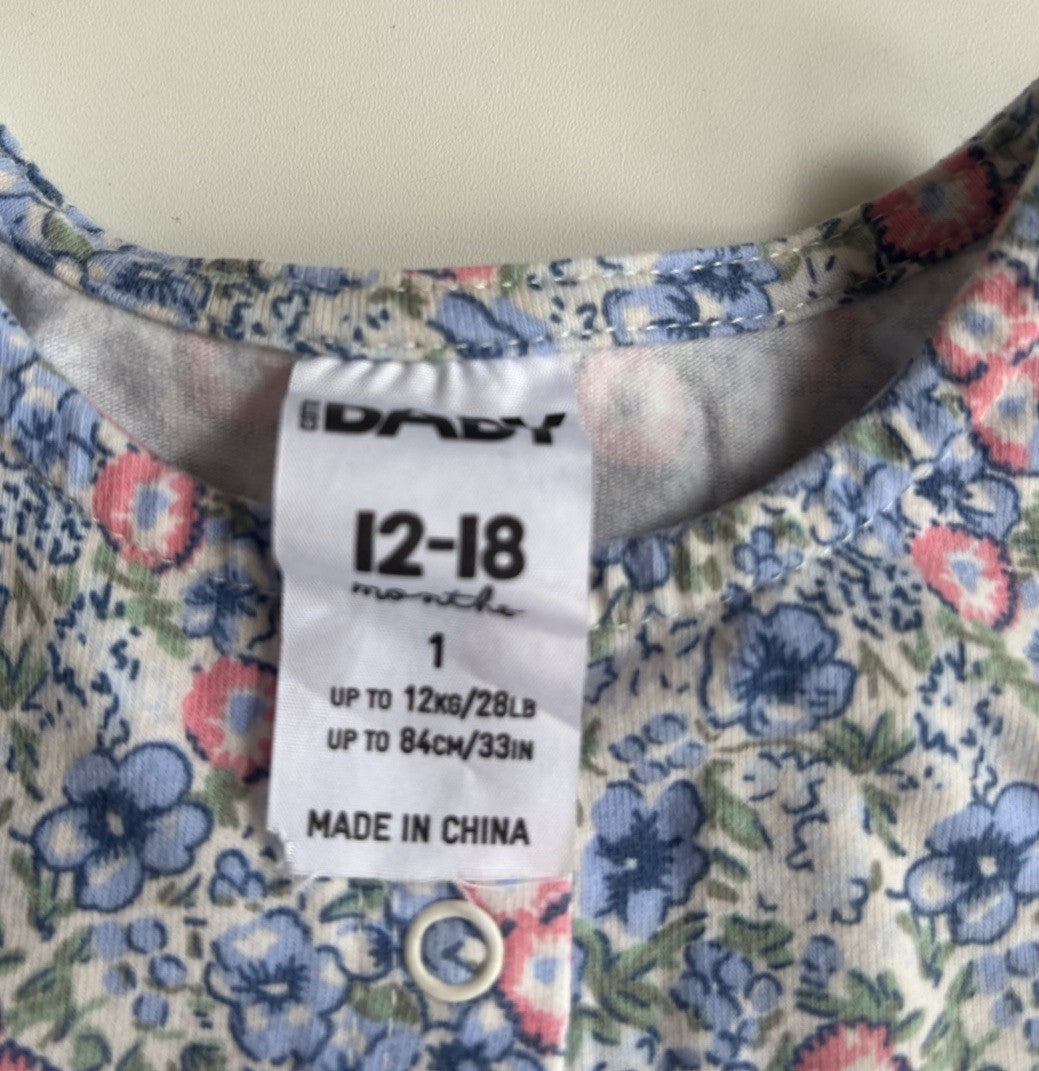 BABY
12-18
months
1
UP TO 12KG/28LB
UP TO 84CM/33IN
MADE IN CHINA